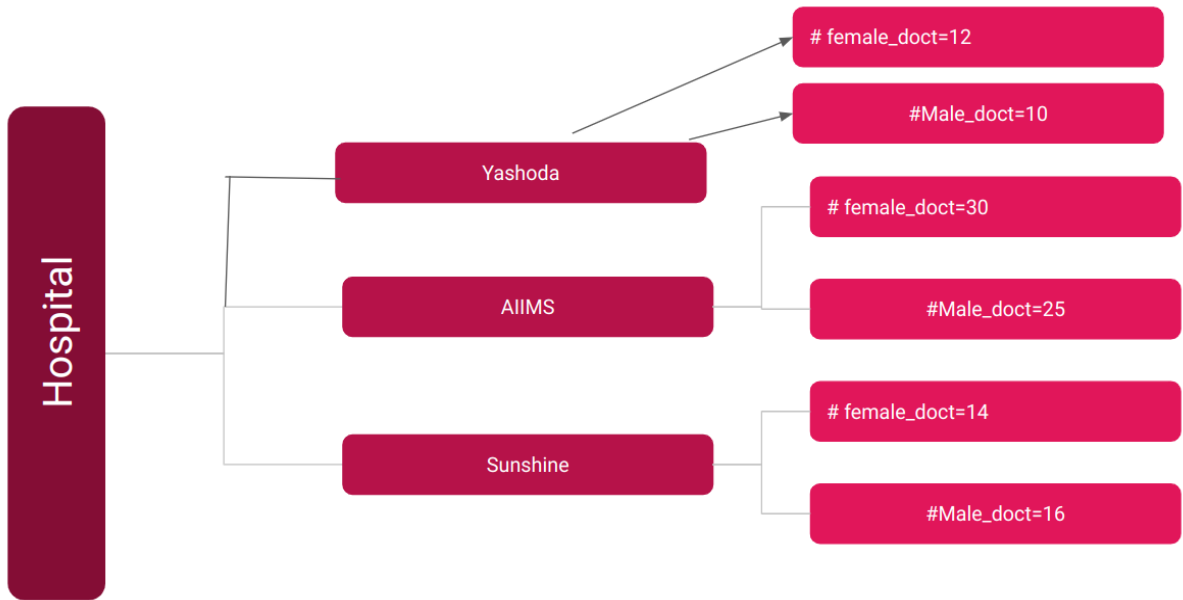 Hospital
Yashoda
# female_doct=12
#Male_doct=10
AIIMS
# female_doct=30
#Male_doct=25
Sunshine
# female_doct=14
#Male_doct=16